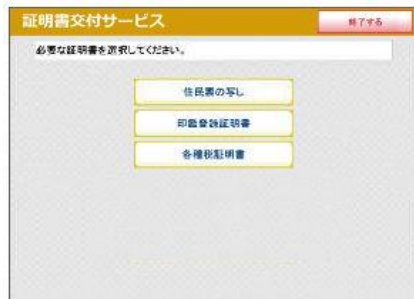 証明書交付サービス
終了する
必要な証明書を選択してください。
住民票の写し
印鑑登録証明書
各種税証明書